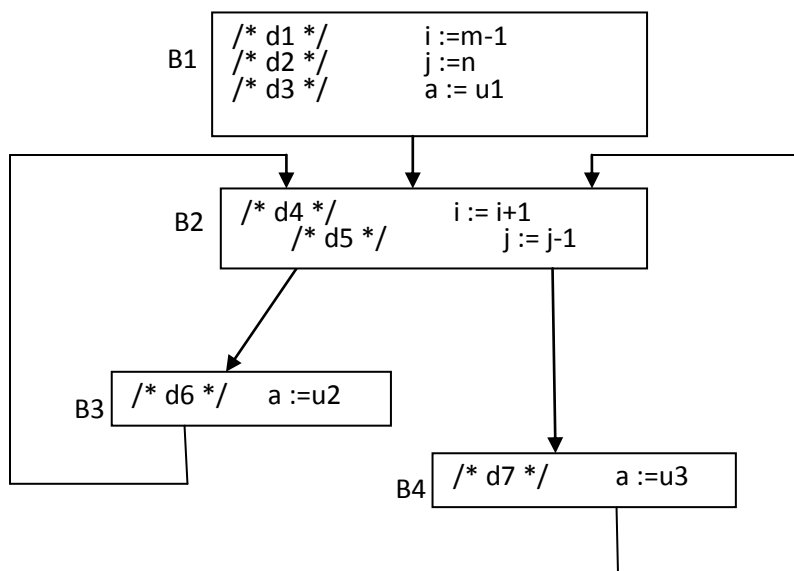 /* d1 */ i :=m-1
B1
/* d2 */ j :=n
/* d3 */ a := u1
/* d4 */ i := i+1
B2
/* d5 */ j := j-1
/* d6 */ a :=u2
B3
/* d7 */ a :=u3
B4